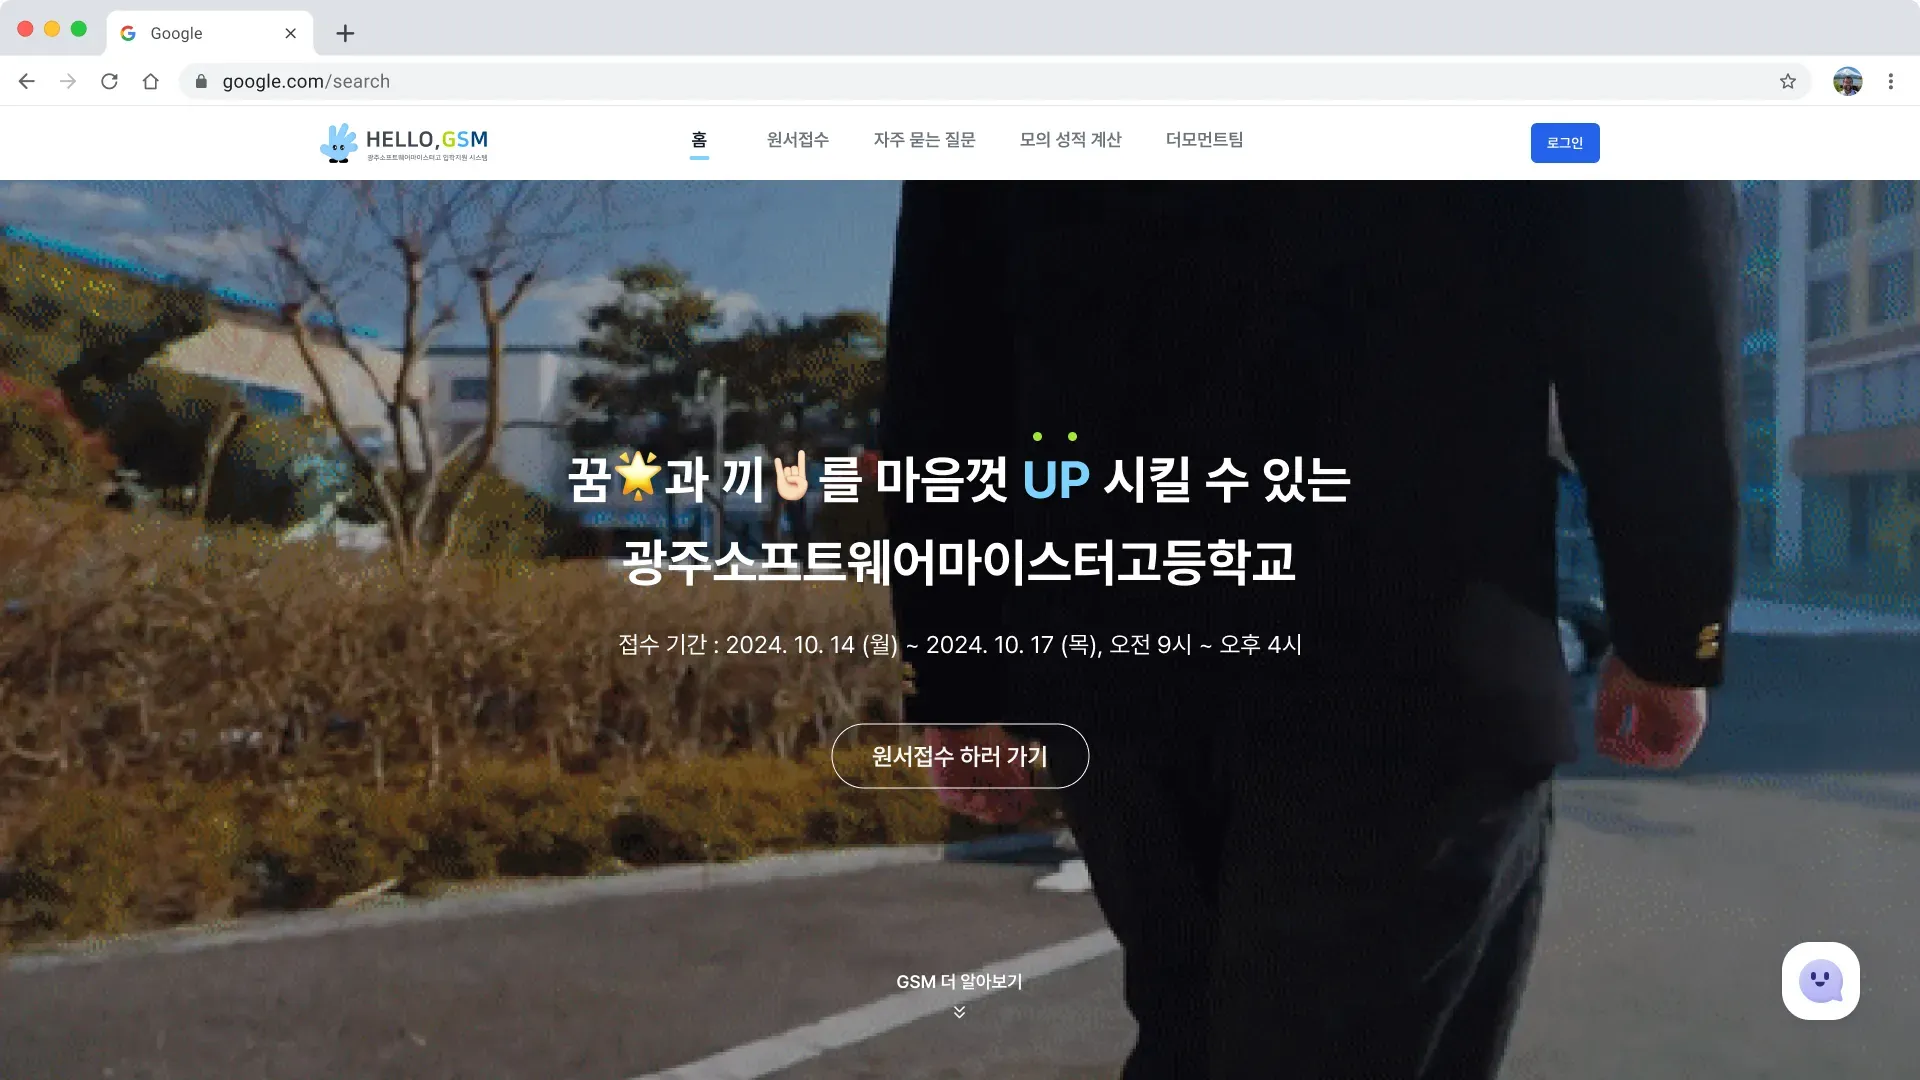 Google
google.com/search
HELLO,GSM
광주소프트웨어마이스터고 입학지원 시스템
홈
원서접수
자주 묻는 질문
모의 성적 계산
더모먼트팀
로그인
꿈🌟과 끼🤘🏻를 마음껏 UP 시킬 수 있는
광주소프트웨어마이스터고등학교
접수 기간 : 2024. 10. 14 (월) ~ 2024. 10. 17 (목), 오전 9시 ~ 오후 4시
원서접수 하러 가기
GSM 더 알아보기